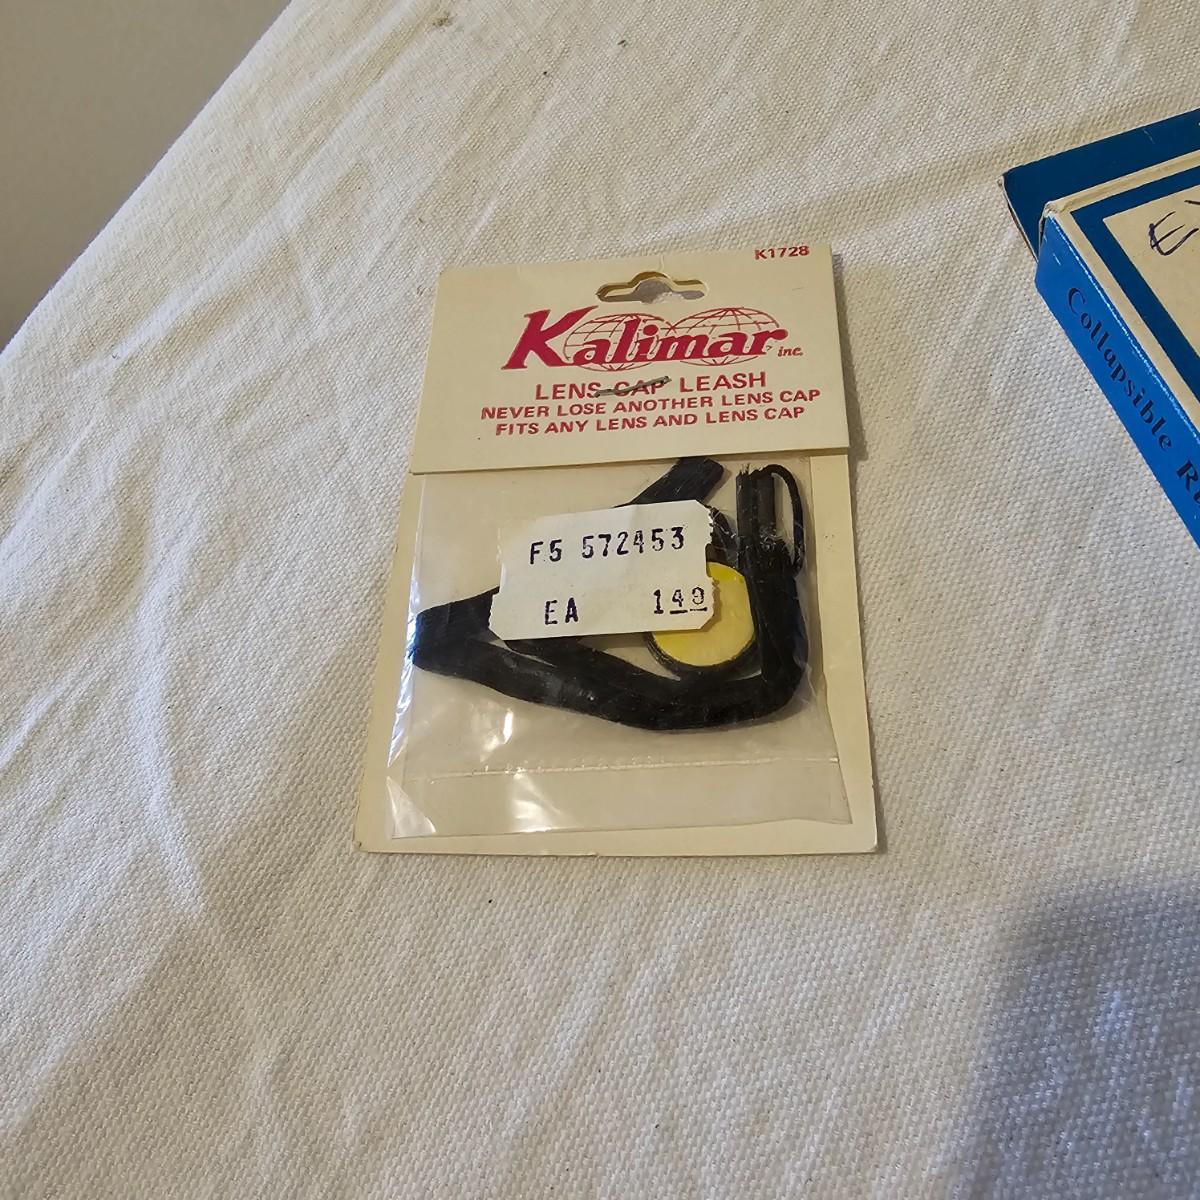 K1728
Kalimar inc.
LENS CAP LEASH
NEVER LOSE ANOTHER LENS CAP
FITS ANY LENS AND LENS CAP
F5 572453
EA 149
Collapsible